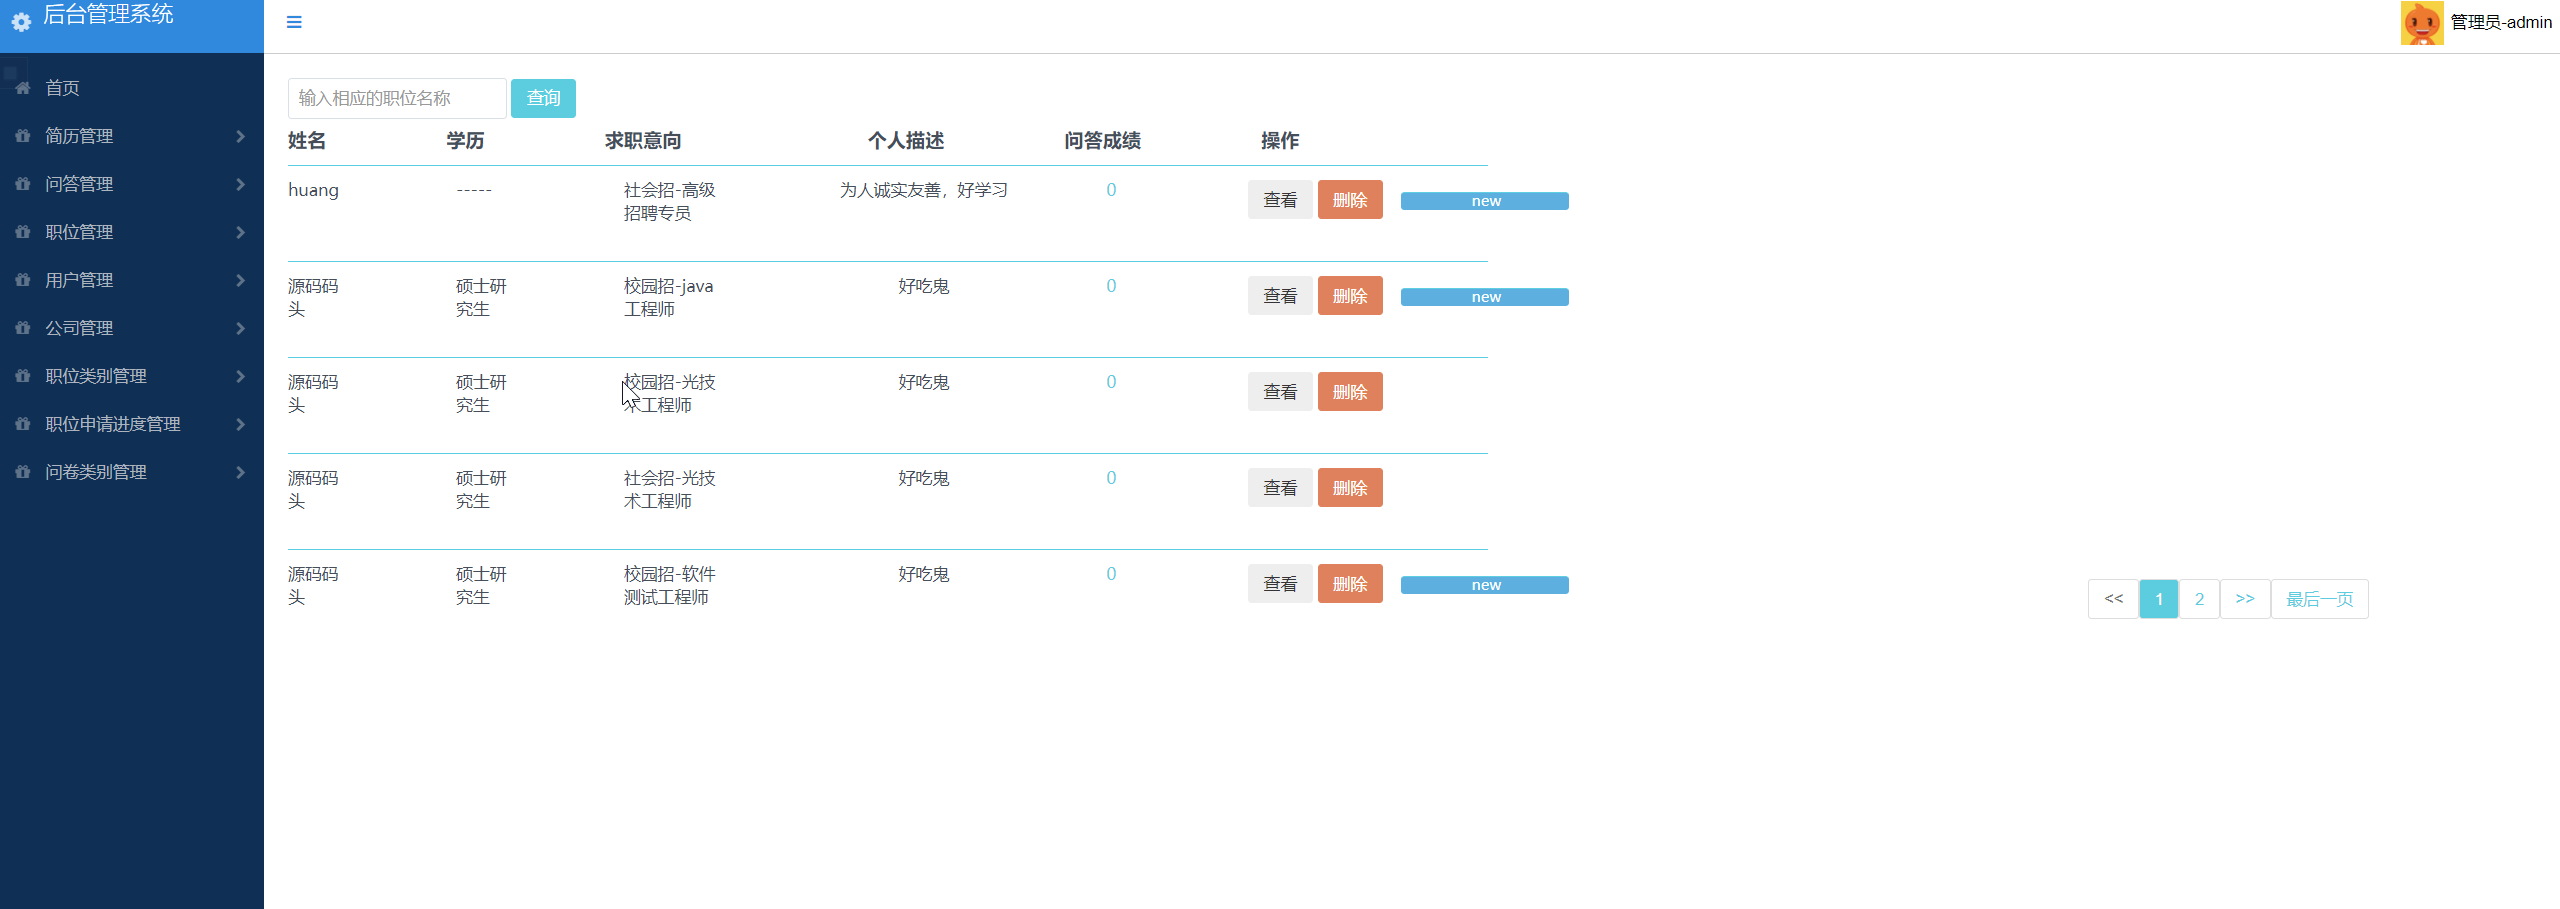 后台管理系统
管理员-admin
首页
简历管理
问答管理
职位管理
用户管理
公司管理
职位类别管理
职位申请进度管理
问卷类别管理
输入相应的职位名称 查询
姓名 学历 求职意向 个人描述 问答成绩 操作
huang ----- 社会招-高级 为人诚实友善，好学习 0 查看 删除 new
招聘专员
源码码 硕士研 校园招-java 好吃鬼 0 查看 删除 new
头 究生 工程师
源码码 硕士研 校园招-光技 好吃鬼 0 查看 删除
头 究生 术工程师
源码码 硕士研 社会招-光技 好吃鬼 0 查看 删除
头 究生 术工程师
源码码 硕士研 校园招-软件 好吃鬼 0 查看 删除 new
头 究生 测试工程师
<< 1 2 >> 最后一页